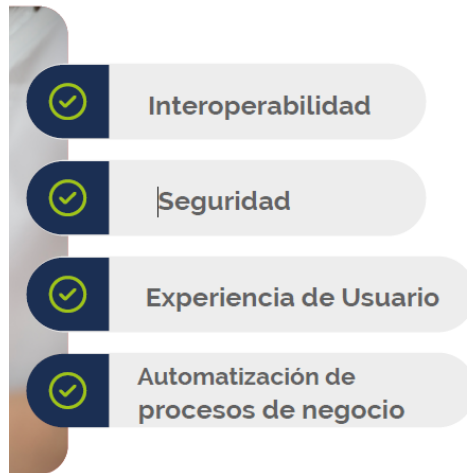 Interoperabilidad
Seguridad
Experiencia de Usuario
Automatización de
procesos de negocio